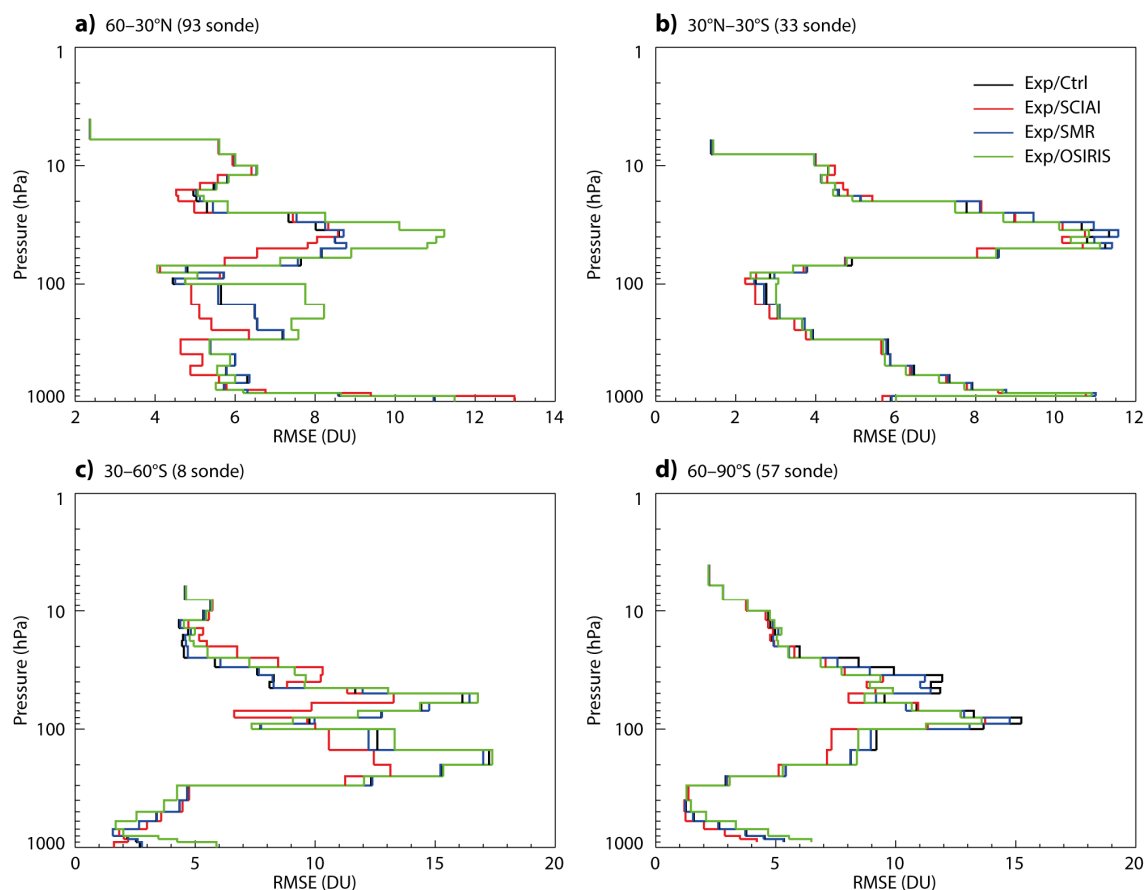 a) 60–30°N (93 sonde)
1
10
100
1000
Pressure (hPa)
2 4 6 8 10 12 14
RMSE (DU)
b) 30°N–30°S (33 sonde)
Exp/Ctrl
Exp/SCIAI
Exp/SMR
Exp/OSIRIS
1
10
100
1000
Pressure (hPa)
0 2 4 6 8 10 12
RMSE (DU)
c) 30–60°S (8 sonde)
1
10
100
1000
Pressure (hPa)
0 5 10 15 20
RMSE (DU)
d) 60–90°S (57 sonde)
1
10
100
1000
Pressure (hPa)
0 5 10 15 20
RMSE (DU)